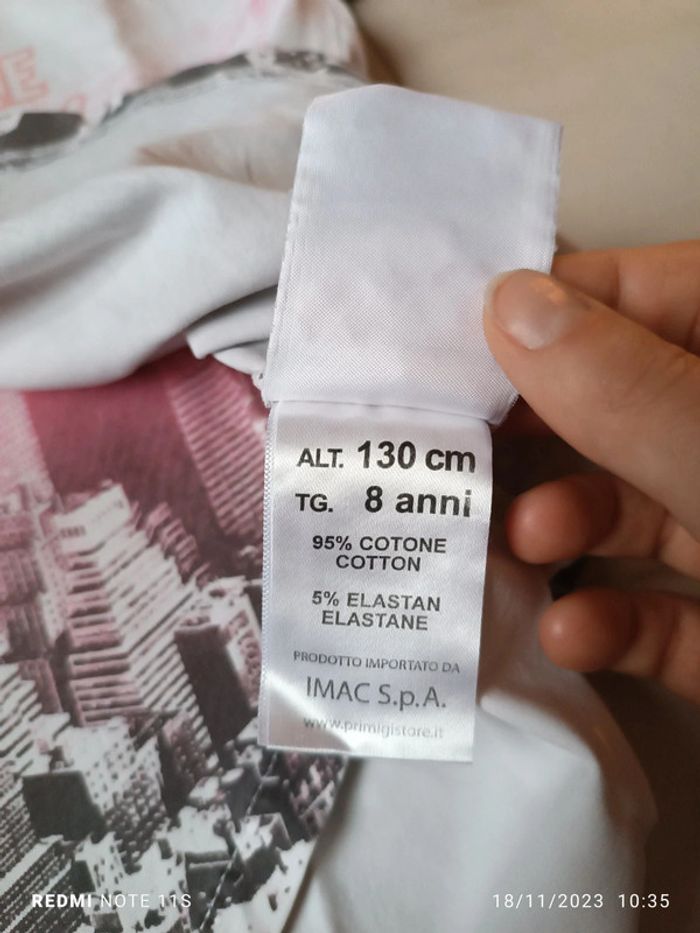 ALT. 130 cm
TG. 8 anni
95% COTONE
COTTON
5% ELASTAN
ELASTANE
PRODOTTO IMPORTATO DA
IMAC S.p.A.
www.primigistore.it
REDMI NOTE 11S
18/11/2023 10:35